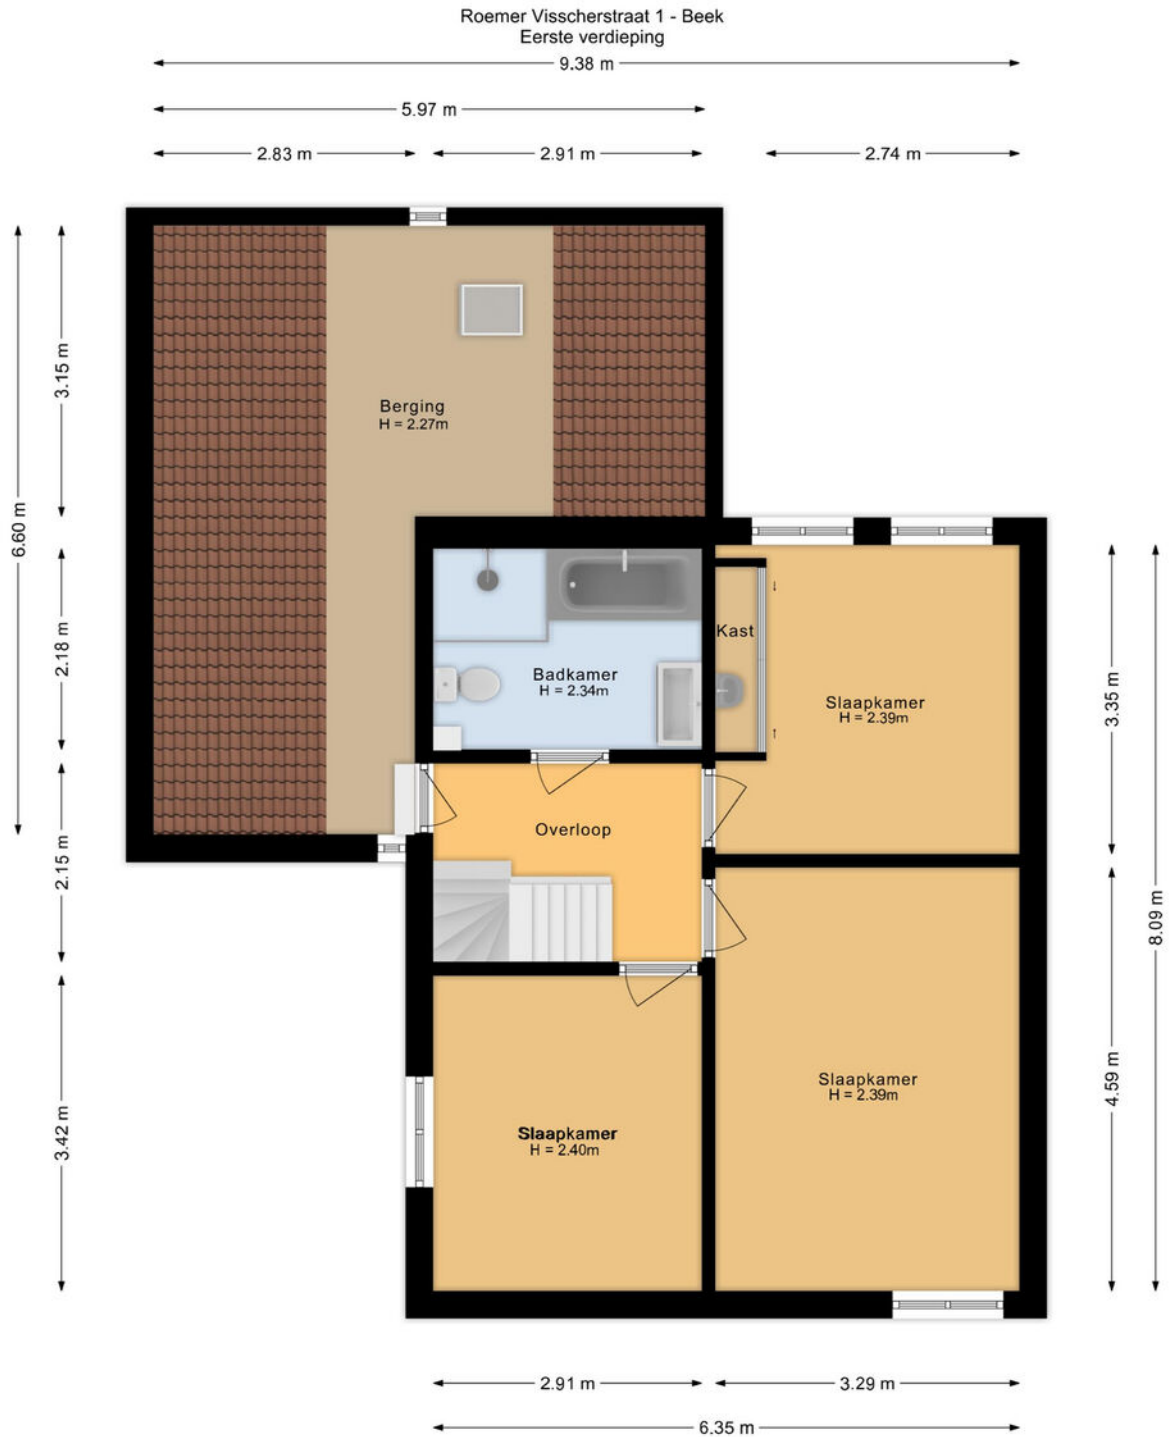 Roemer Visscherstraat 1 - Beek
Eerste verdieping
9.38 m
5.97 m
2.83 m
2.91 m
2.74 m
6.60 m
3.15 m
2.18 m
2.15 m
3.42 m
Berging
H = 2.27m
Badkamer
H = 2.34m
Kast
Slaapkamer
H = 2.39m
Overloop
Slaapkamer
H = 2.39m
Slaapkamer
H = 2.40m
3.35 m
4.59 m
8.09 m
2.91 m
3.29 m
6.35 m